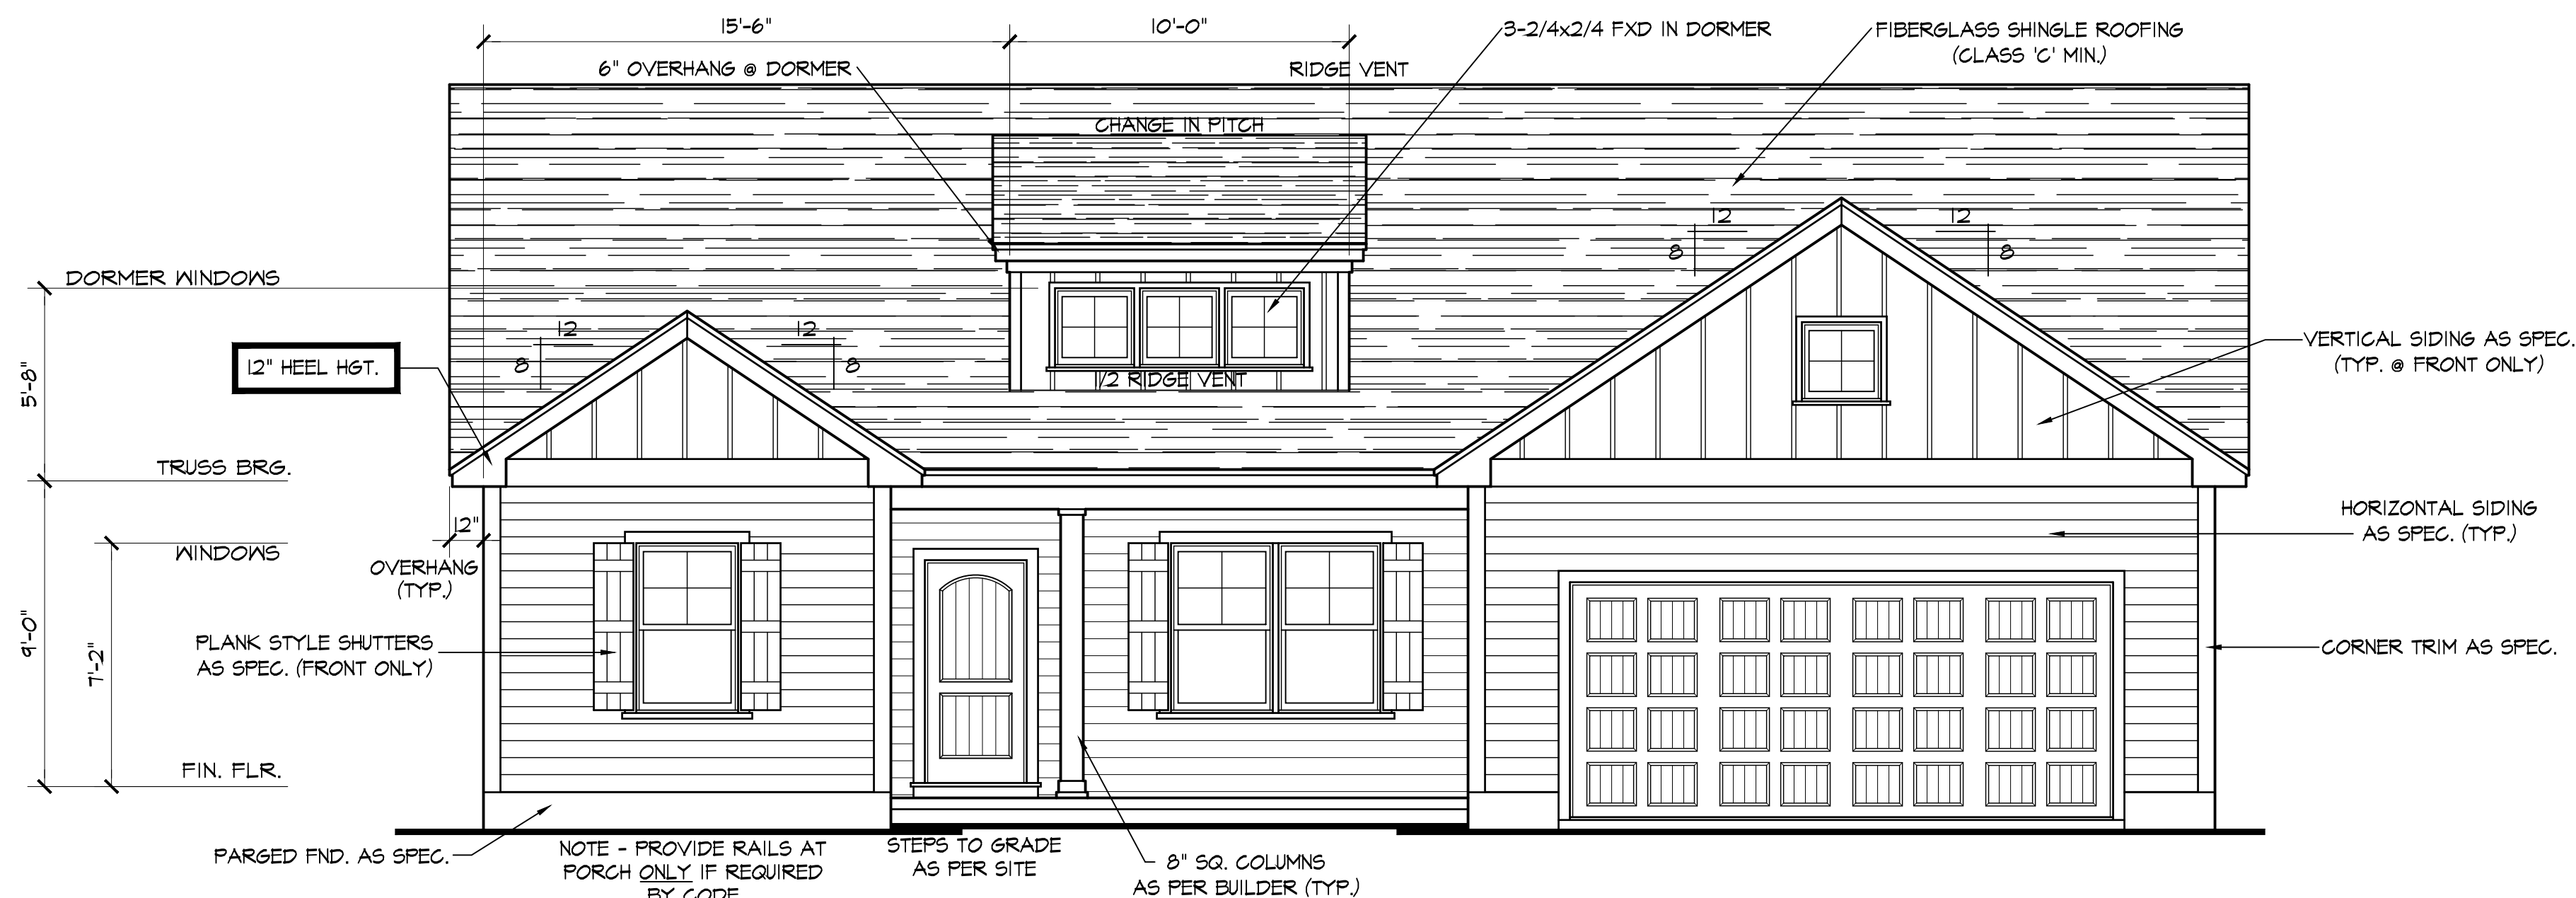 15'-6"
10'-0"
3-2/4x2/4 FXD IN DORMER
FIBERGLASS SHINGLE ROOFING
(CLASS 'C' MIN.)
6" OVERHANG @ DORMER
RIDGE VENT
CHANGE IN PITCH
12
8
12
8
DORMER WINDOWS
12
8
12
8
12" HEEL HGT.
1/2 RIDGE VENT
VERTICAL SIDING AS SPEC.
(TYP. @ FRONT ONLY)
5'-8"
TRUSS BRG.
12"
OVERHANG
(TYP.)
WINDOWS
HORIZONTAL SIDING
AS SPEC. (TYP.)
9'-0"
7'-2"
PLANK STYLE SHUTTERS
AS SPEC. (FRONT ONLY)
CORNER TRIM AS SPEC.
FIN. FLR.
PARGED FND. AS SPEC.
NOTE - PROVIDE RAILS AT
PORCH ONLY IF REQUIRED
BY CODE
STEPS TO GRADE
AS PER SITE
8" SQ. COLUMNS
AS PER BUILDER (TYP.)